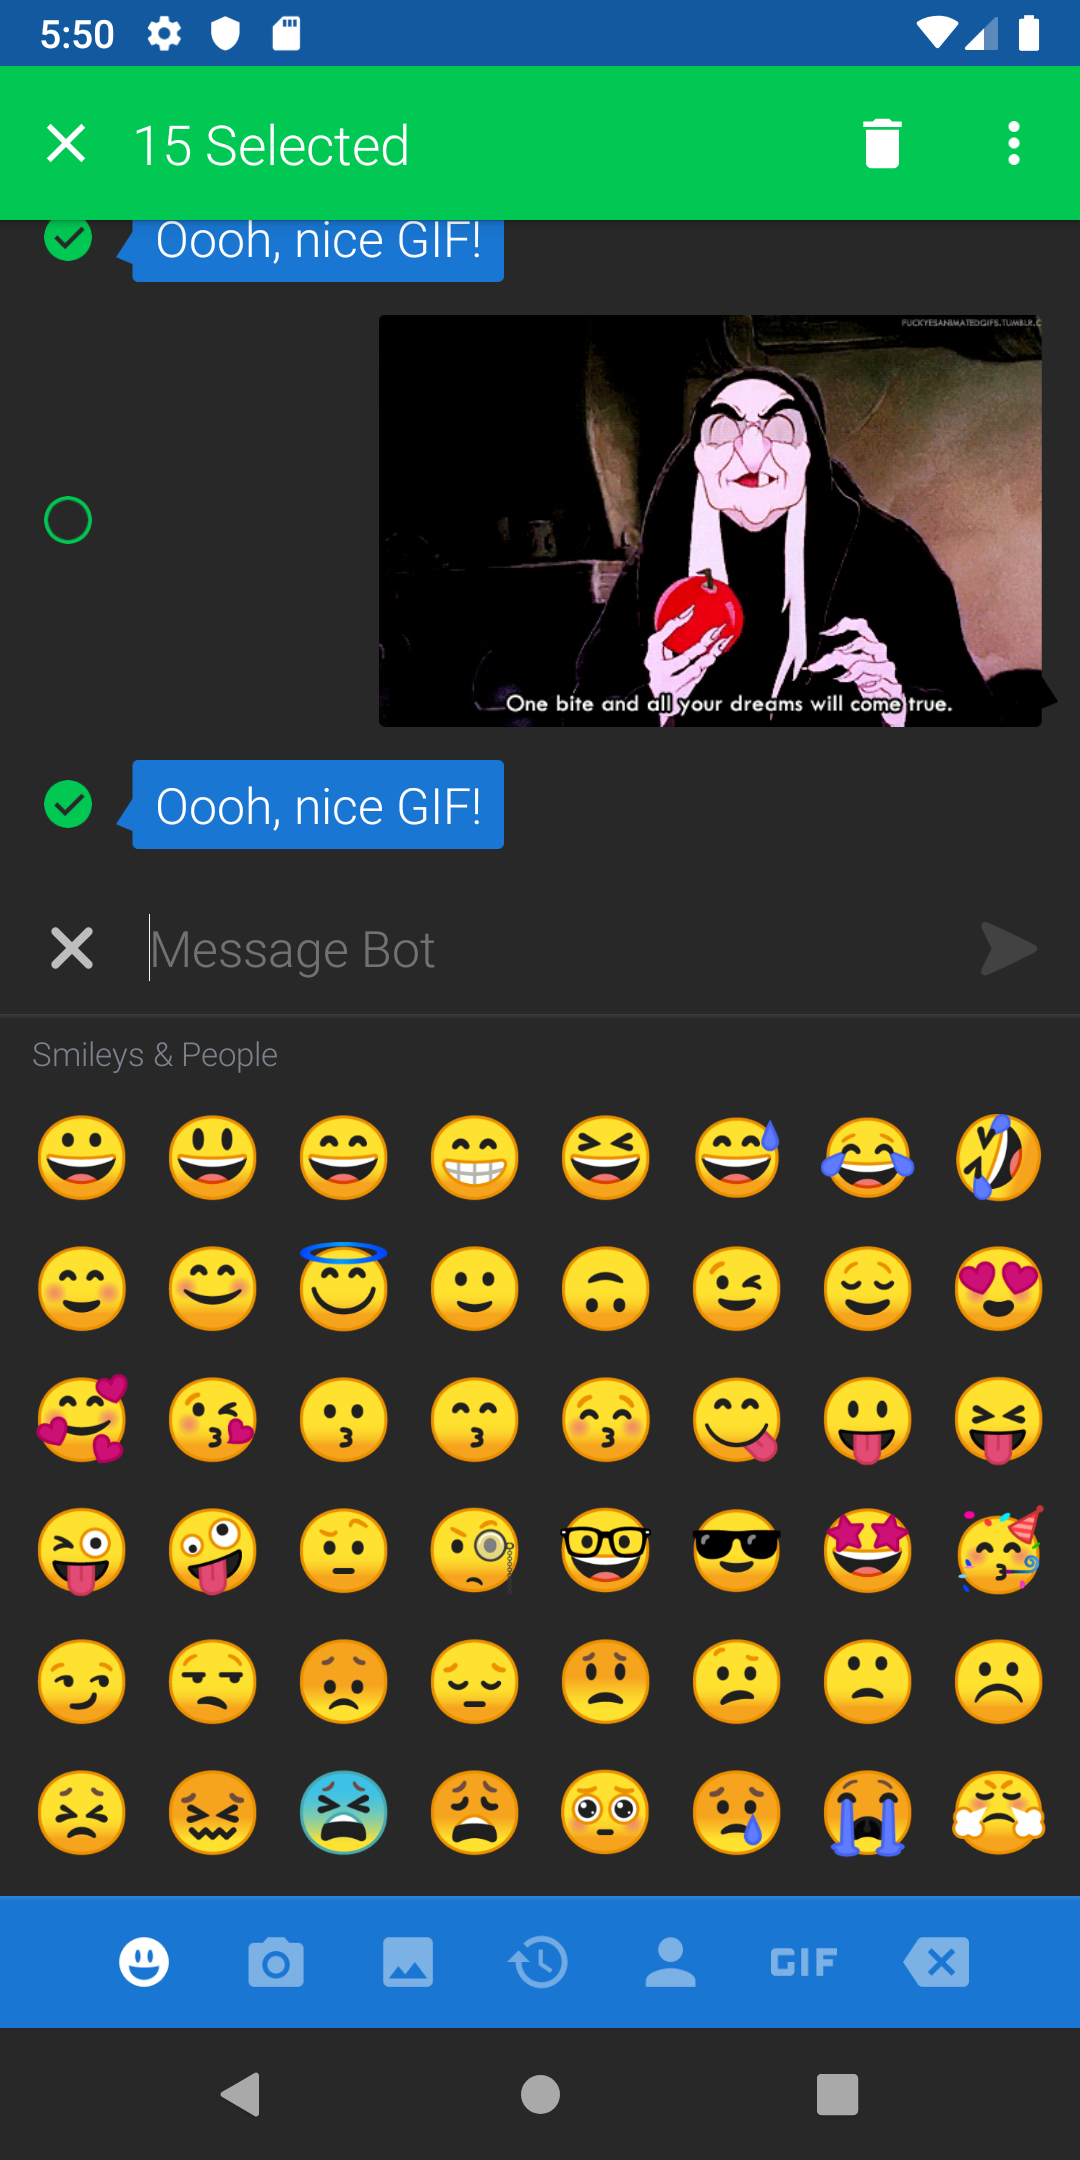 5:50
15 Selected
Oooh, nice GIF!
FUCKYESANIMATEDGIFS.TUMBLR.C
One bite and all your dreams will come true.
Oooh, nice GIF!
Message Bot
Smileys & People
GIF